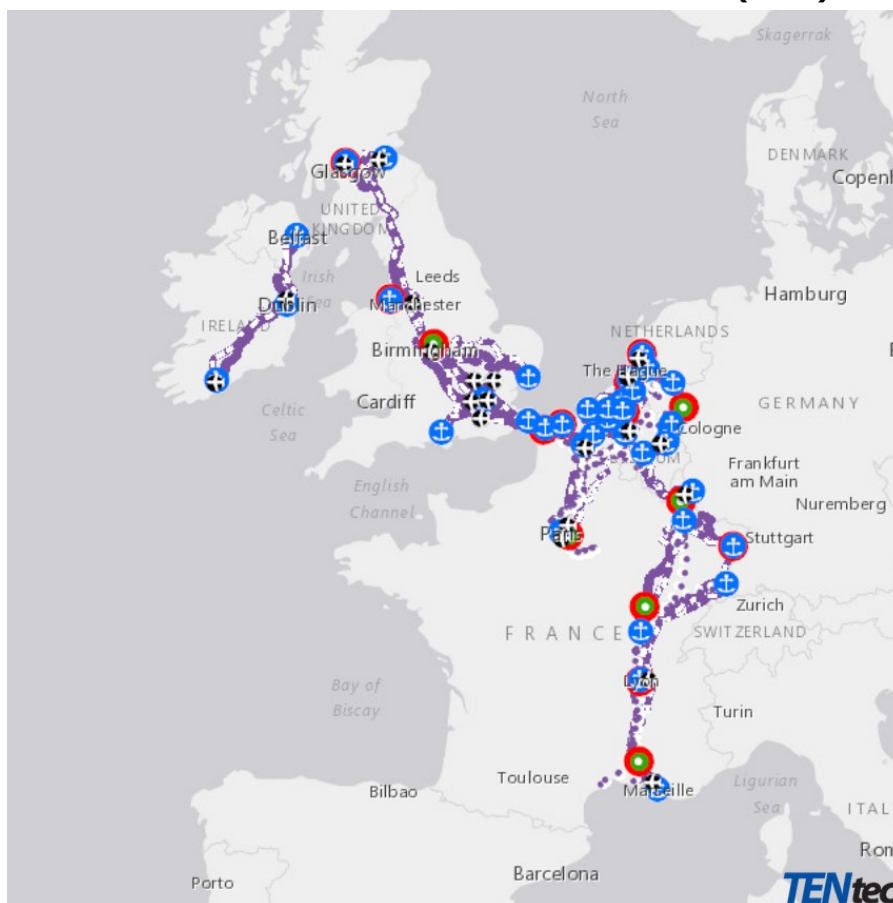 Skagerrak
North
Sea
DENMARK
Copenh
Glasgow
UNITED
KINGDOM
Belfast
Irish
Sea
Leeds
Dublin
Manchester
IRELAND
Hamburg
NETHERLANDS
Birmingham
The Hague
Cardiff
GERMANY
Celtic
Sea
Cologne
BELGIUM
Frankfurt
am Main
English
Channel
Nuremberg
Paris
Stuttgart
Zurich
FRANCE
SWITZERLAND
Bay of
Biscay
Lyon
Turin
Toulouse
Marseille
Ligurian
Sea
Bilbao
ITAL
Rom
Barcelona
Porto
TENtec